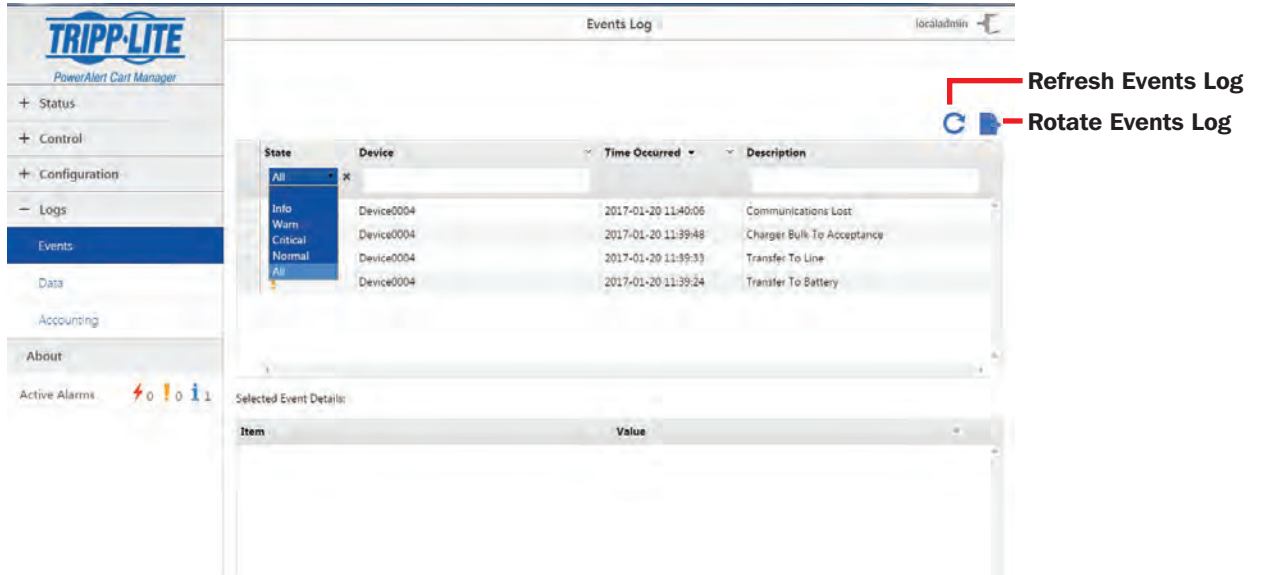 TRIPP·LITE
PowerAlert Cart Manager
Events Log
localadmin
Refresh Events Log
Rotate Events Log
+ Status
+ Control
+ Configuration
- Logs
Events
Data
Accounting
About
Active Alarms 0 0 1
State Device Time Occurred Description
All
Info
Warn
Critical
Normal
All
Device0004 2017-01-20 11:40:06 Communications Lost
Device0004 2017-01-20 11:39:48 Charger Bulk To Acceptance
Device0004 2017-01-20 11:39:33 Transfer To Line
Device0004 2017-01-20 11:39:24 Transfer To Battery
Selected Event Details:
Item Value